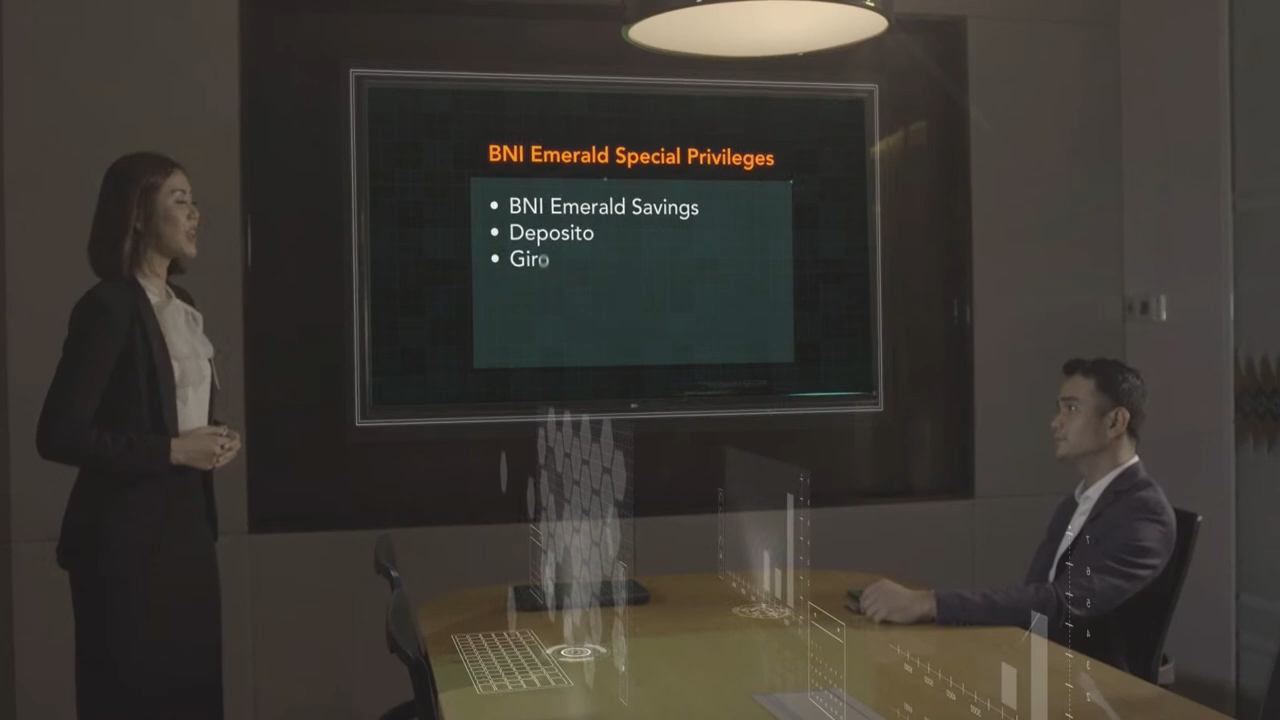 BNI Emerald Special Privileges
• BNI Emerald Savings
• Deposito
• Giro